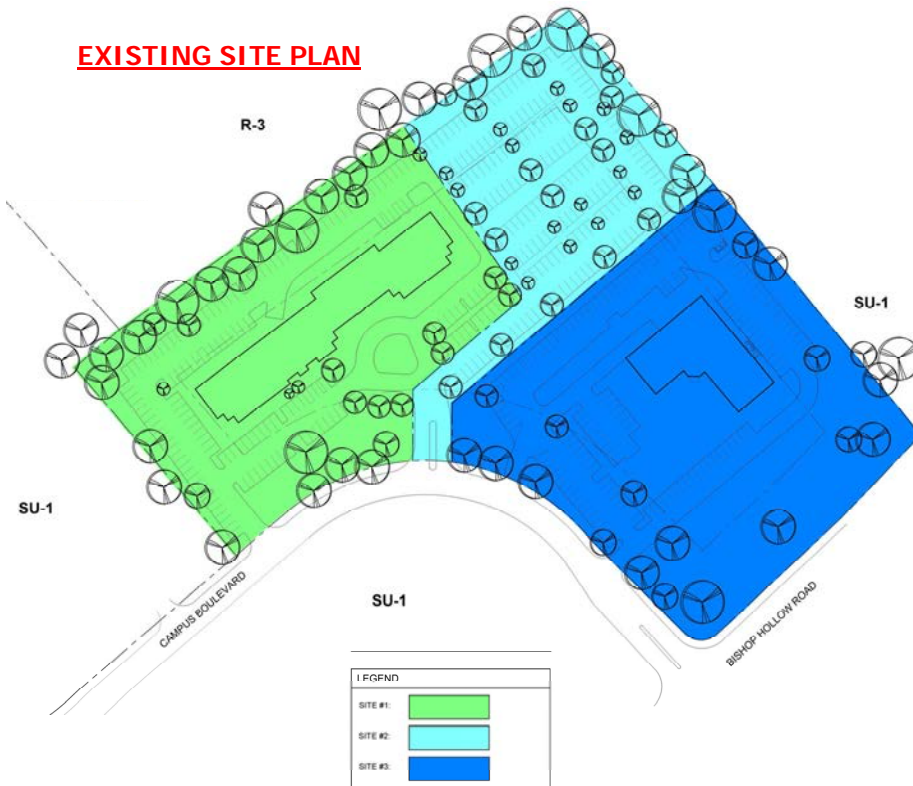 EXISTING SITE PLAN
R-3
SU-1
SU-1
SU-1
CAMPUS BOULEVARD
BISHOP HOLLOW ROAD
LEGEND
SITE #1:
SITE #2:
SITE #3: